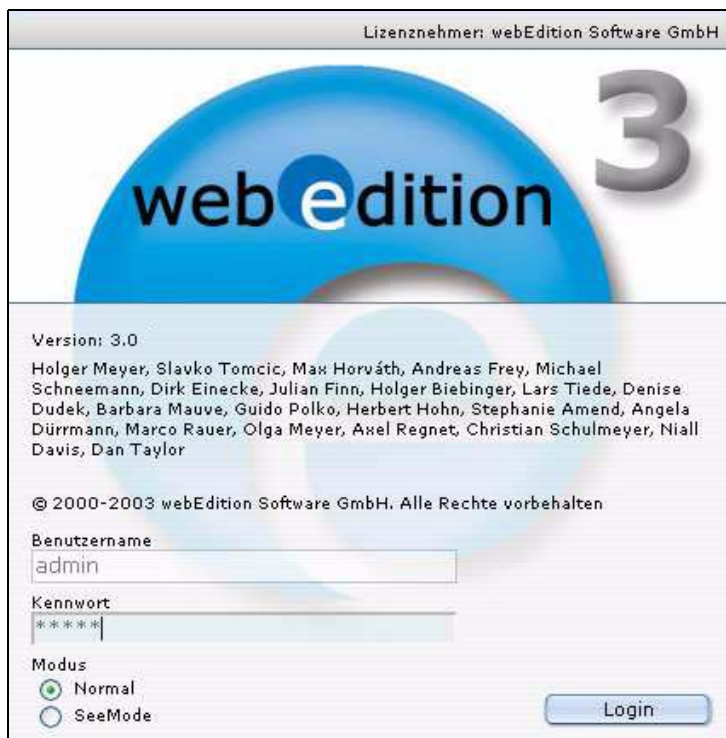 Lizenznehmer: webEdition Software GmbH
3
webedition
Version: 3.0
Holger Meyer, Slavko Tomcic, Max Horváth, Andreas Frey, Michael
Schneemann, Dirk Einecke, Julian Finn, Holger Biebinger, Lars Tiede, Denise
Dudek, Barbara Mauve, Guido Polko, Herbert Hohn, Stephanie Amend, Angela
Dürrmann, Marco Rauer, Olga Meyer, Axel Regnet, Christian Schulmeyer, Niall
Davis, Dan Taylor
© 2000-2003 webEdition Software GmbH. Alle Rechte vorbehalten
Benutzername
admin
Kennwort
*****
Modus
Normal
SeeMode
Login